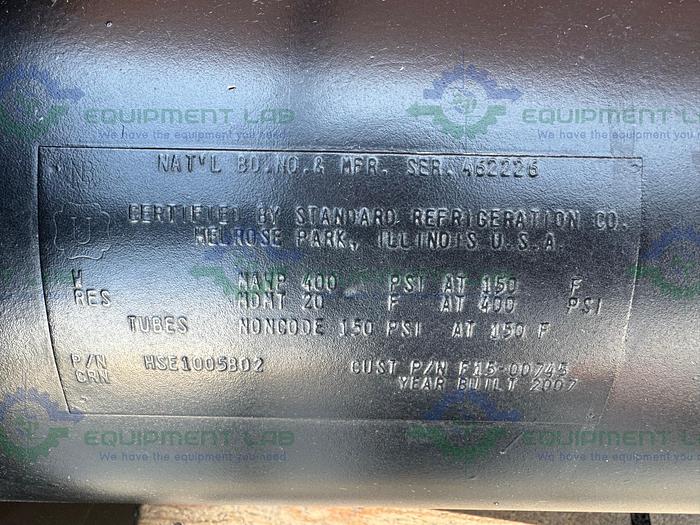 EQUIPMENT LAB
We have the equipment you need
EQUIPMENT LAB
We have the equipment you need
NAT'L BD.NO.& MFR. SER. 462226
NB
U
CERTIFIED BY STANDARD REFRIGERATION CO.
MELROSE PARK, ILLINOIS U.S.A.
W MAWP 400 PSI AT 150 F
RES MDMT 20 F AT 400 PSI
TUBES NONCODE 150 PSI AT 150 F
P/N HSE1005B02 CUST P/N F15-00745
CRN YEAR BUILT 2007
EQUIPMENT LAB
We have the equipment you need
EQUIPMENT LAB
We have the equipment you need